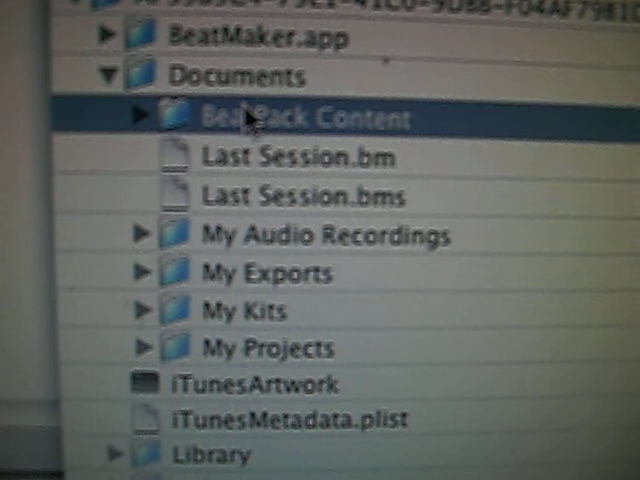 BeatMaker.app
Documents
BeatPack Content
Last Session.bm
Last Session.bms
My Audio Recordings
My Exports
My Kits
My Projects
iTunesArtwork
iTunesMetadata.plist
Library